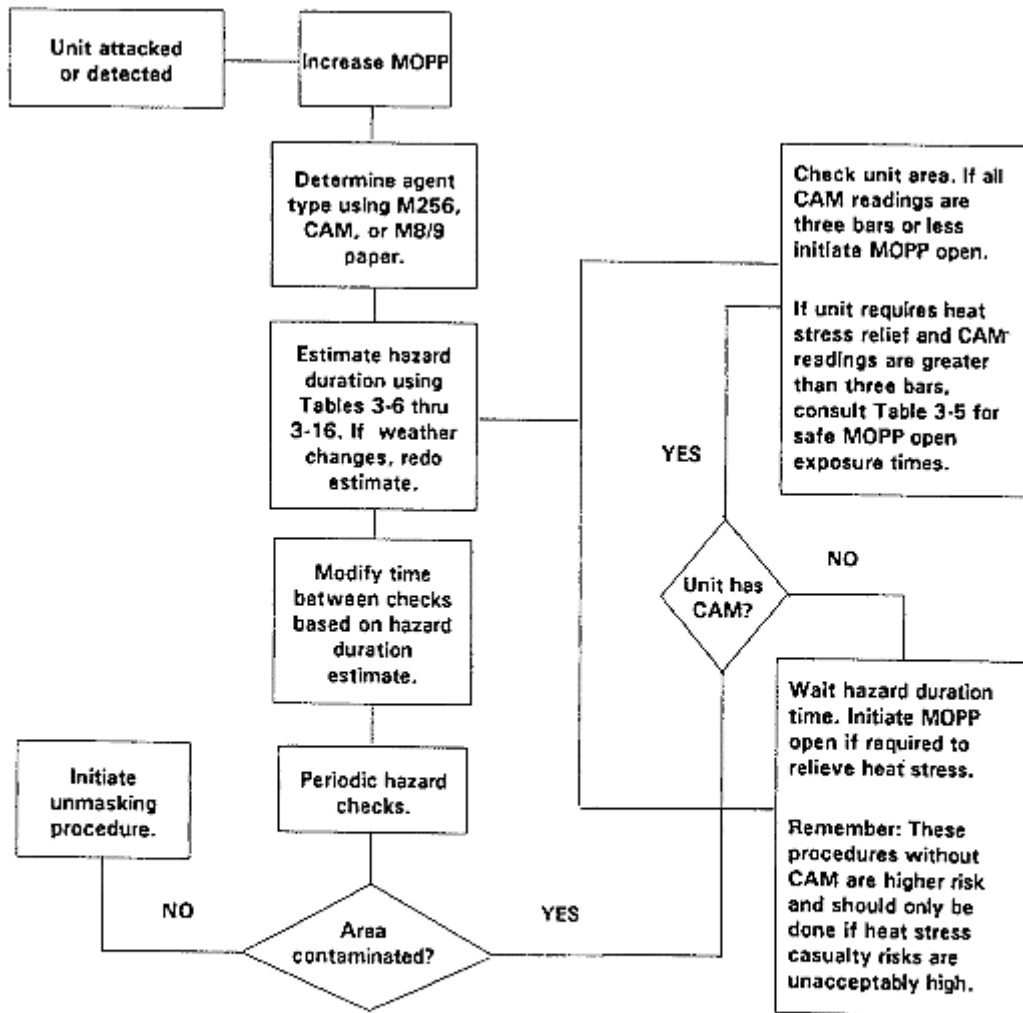 Unit attacked
or detected
Increase MOPP
Determine agent
type using M256,
CAM, or M8/9
paper.
Estimate hazard
duration using
Tables 3-6 thru
3-16. If weather
changes, redo
estimate.
Modify time
between checks
based on hazard
duration
estimate.
Periodic hazard
checks.
Initiate
unmasking
procedure.
NO
Area
contaminated?
YES
Check unit area. If all
CAM readings are
three bars or less
initiate MOPP open.
If unit requires heat
stress relief and CAM
readings are greater
than three bars,
consult Table 3-5 for
safe MOPP open
exposure times.
YES
Unit has
CAM?
NO
Wait hazard duration
time. Initiate MOPP
open if required to
relieve heat stress.
Remember: These
procedures without
CAM are higher risk
and should only be
done if heat stress
casualty risks are
unacceptably high.